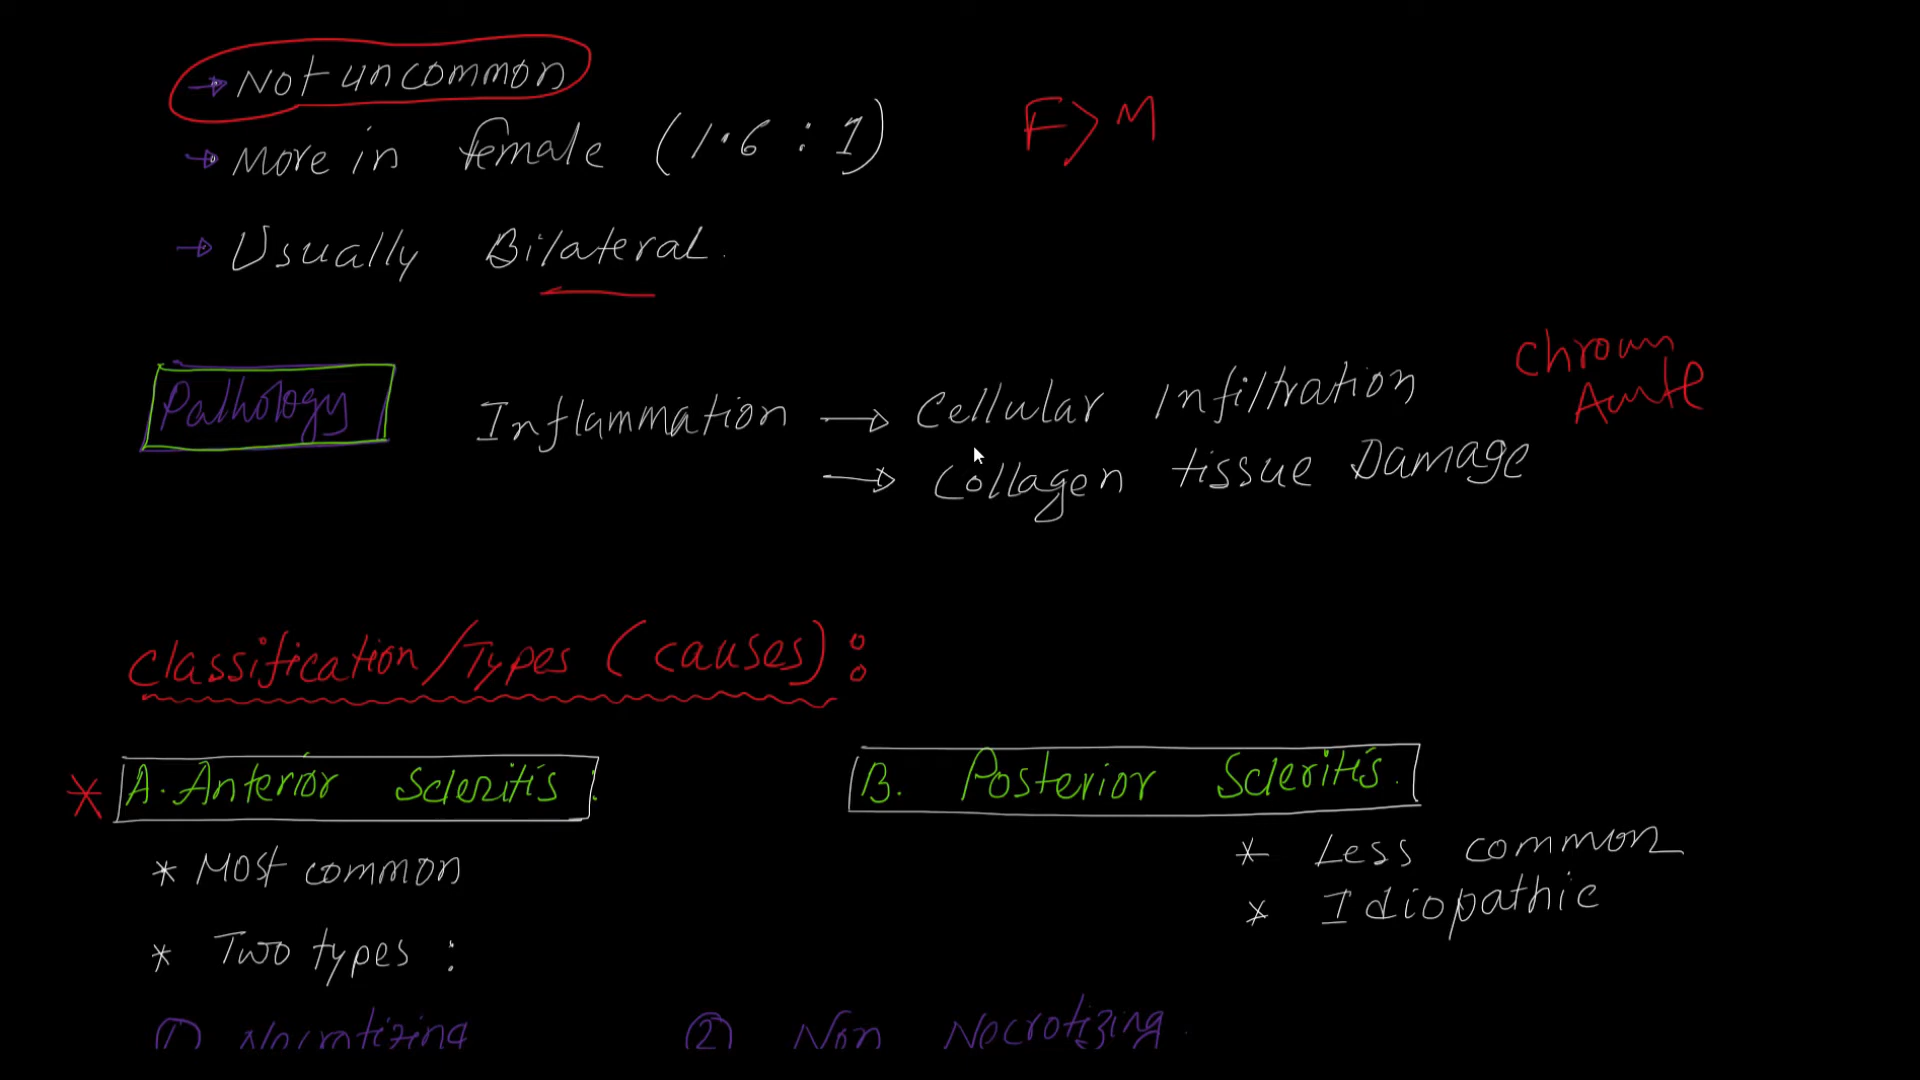 → Not uncommon
→ More in female (1.6 : 1) F > M
→ Usually Bilateral.
Pathology Inflammation → Cellular Infiltration
→ Collagen tissue Damage
Acute
Classification/Types (causes) :
* A. Anterior Scleritis :
B. Posterior Scleritis.
* Less common
* Idiopathic
* Most common
* Two types :
① Necrotizing ② Non Necrotizing.